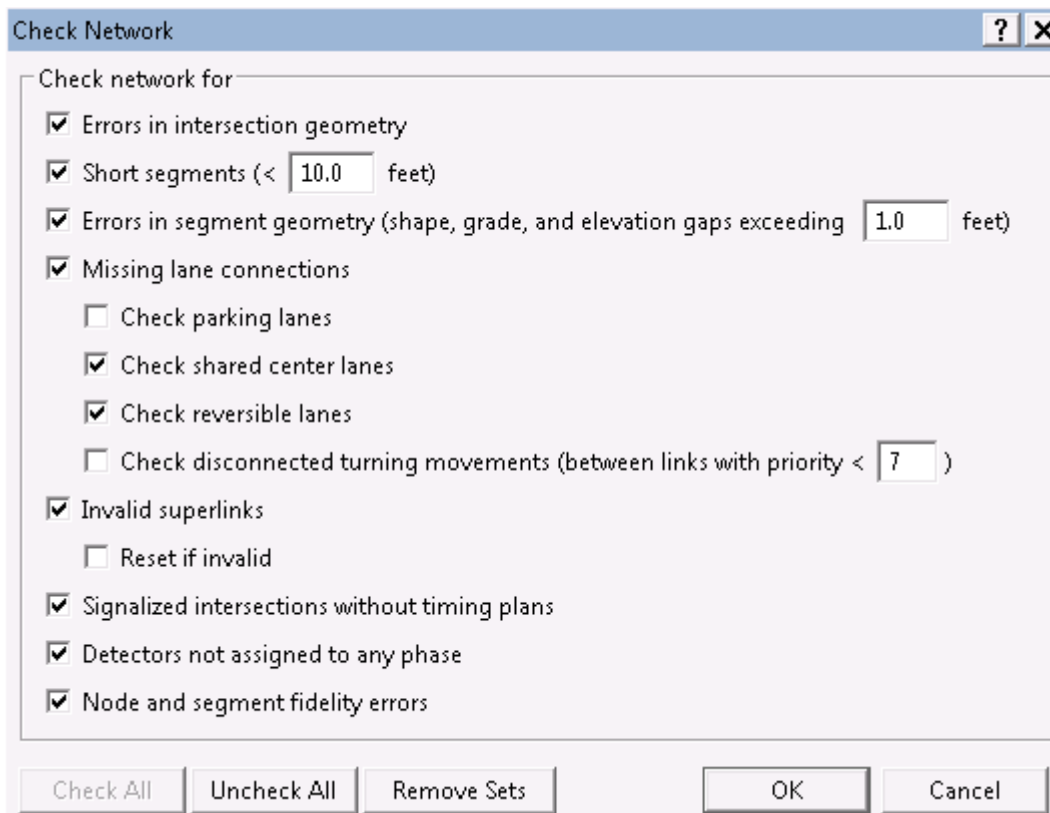 Check Network ? X
Check network for
Errors in intersection geometry
Short segments (< 10.0 feet)
Errors in segment geometry (shape, grade, and elevation gaps exceeding 1.0 feet)
Missing lane connections
Check parking lanes
Check shared center lanes
Check reversible lanes
Check disconnected turning movements (between links with priority < 7 )
Invalid superlinks
Reset if invalid
Signalized intersections without timing plans
Detectors not assigned to any phase
Node and segment fidelity errors
Check All Uncheck All Remove Sets OK Cancel